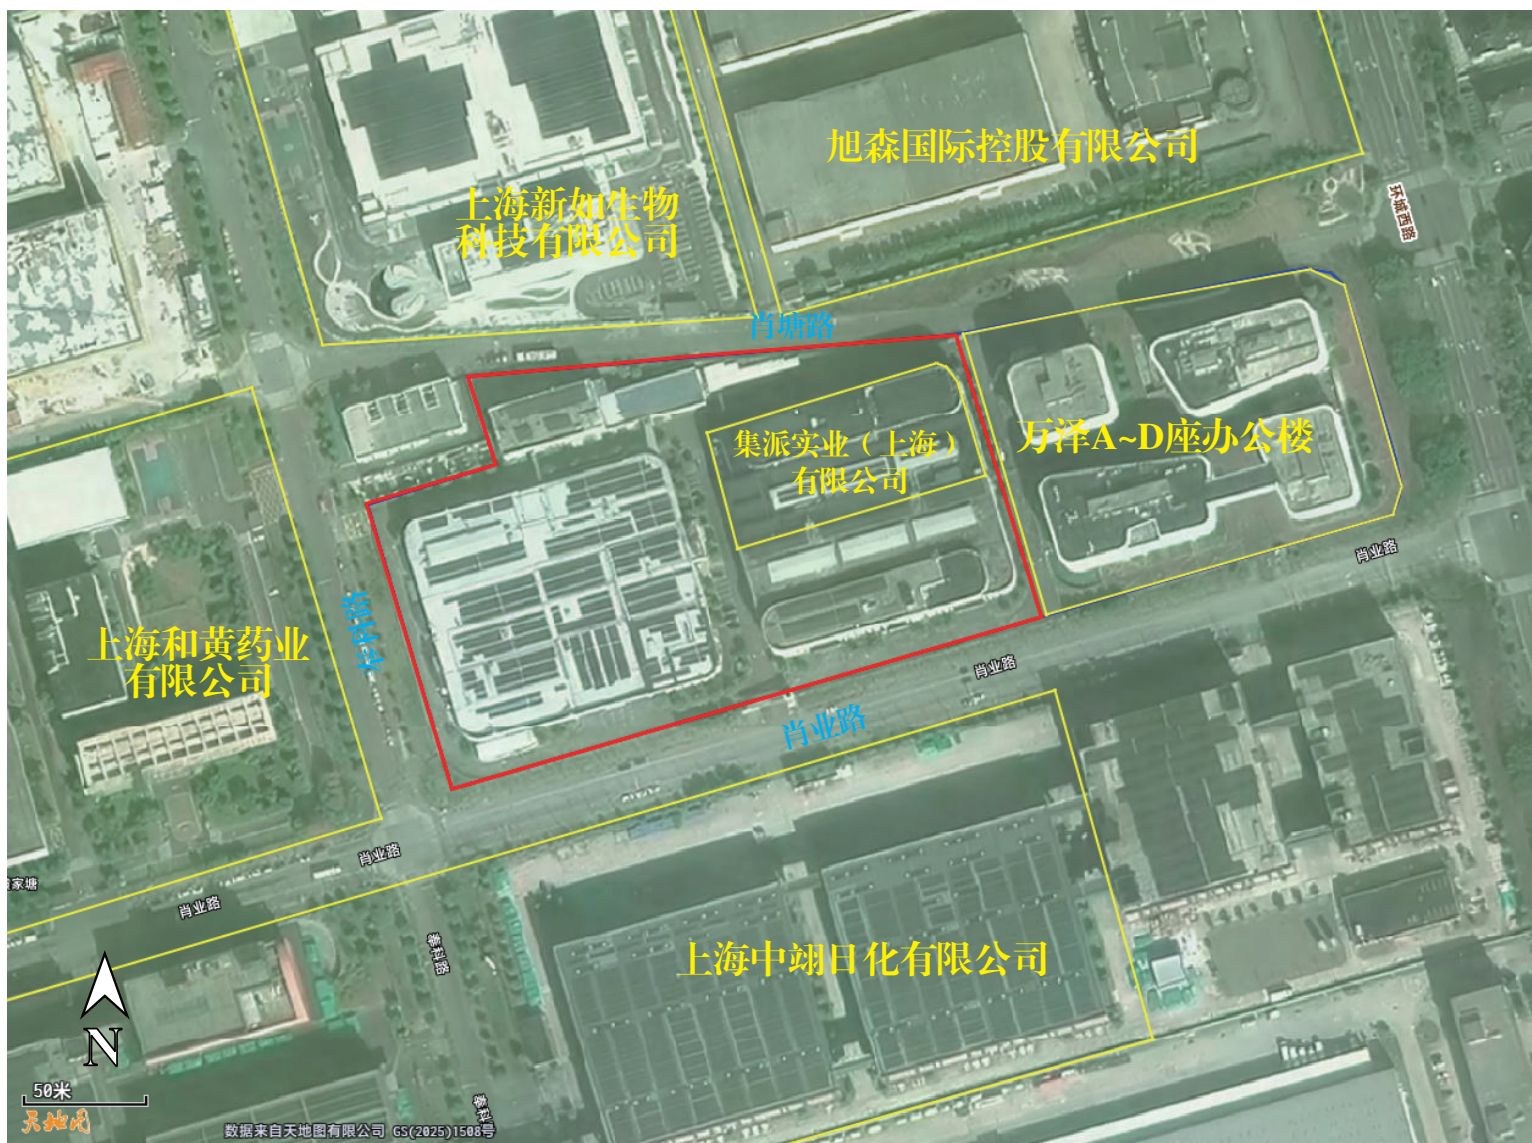 旭森国际控股有限公司
上海新如生物
科技有限公司
环城西路
肖塘路
集派实业（上海）
有限公司
万泽A~D座办公楼
肖业路
上海和黄药业
有限公司
肖业路
肖业路
肖业路
肖业路
上海中翊日化有限公司
奉科路
N
50米
天地图
数据来自天地图有限公司 GS(2025)1508号